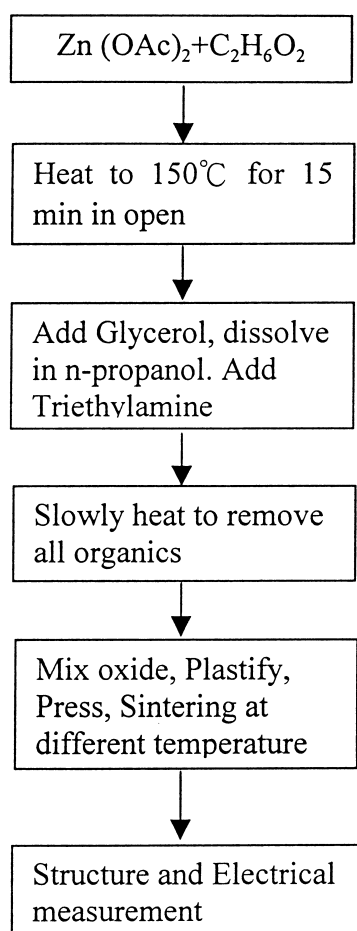 Zn (OAc)₂+C₂H₆O₂
Heat to 150℃ for 15
min in open
Add Glycerol, dissolve
in n-propanol. Add
Triethylamine
Slowly heat to remove
all organics
Mix oxide, Plastify,
Press, Sintering at
different temperature
Structure and Electrical
measurement